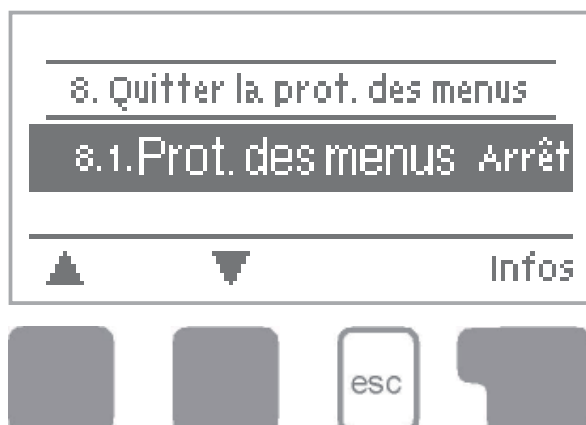 8. Quitter la prot. des menus
8.1.Prot. des menus Arrêt
Infos
esc